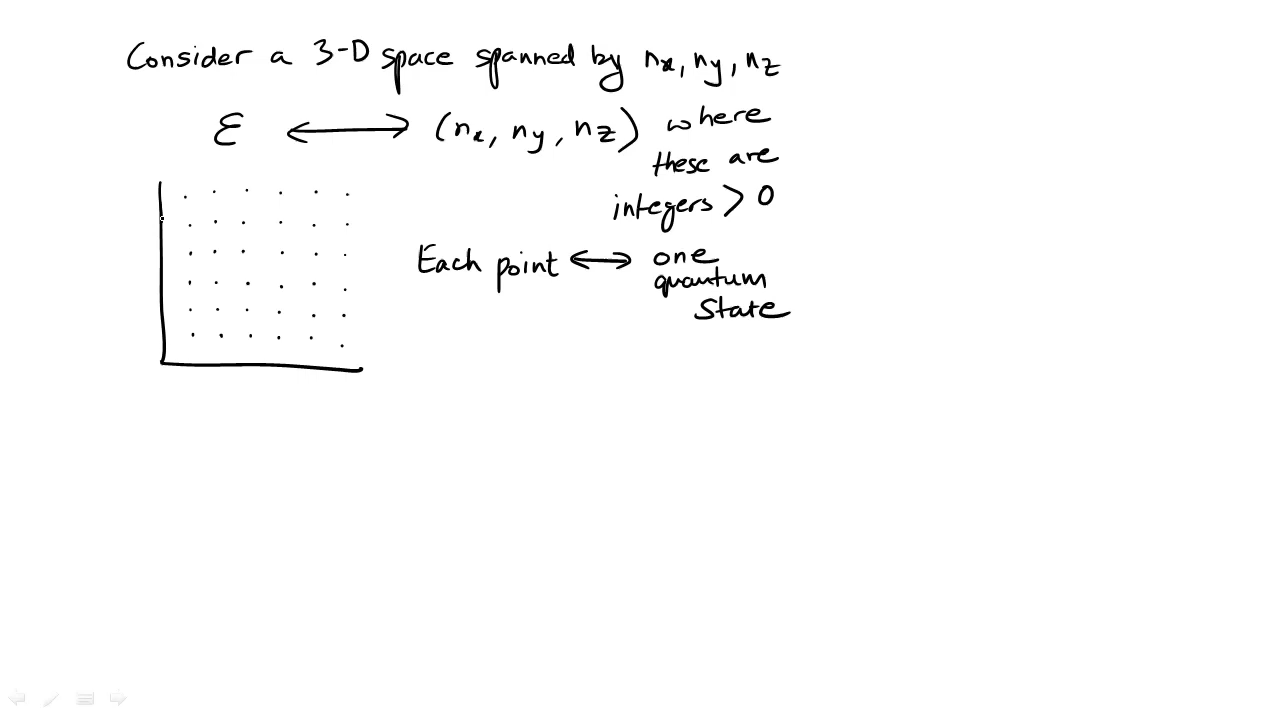 Consider a 3-D space spanned by nx, ny, nz
ε ⟷ (nx, ny, nz) where
these are
integers > 0
Each point ⟷ one
quantum
state